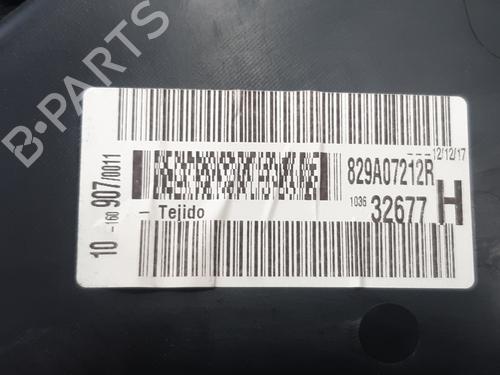 B-PARTS
12/12/17
829A07212R
1036 32677 H
- Tejido
10 -160 907/0011